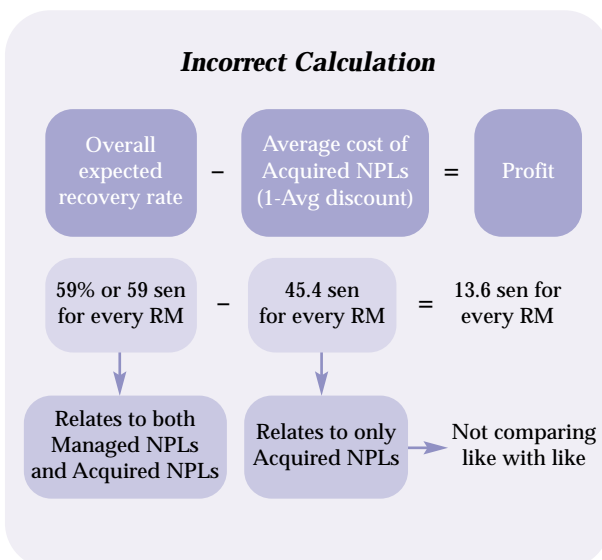 Incorrect Calculation
Overall
expected
recovery rate
–
Average cost of
Acquired NPLs
(1-Avg discount)
=
Profit
59% or 59 sen
for every RM
–
45.4 sen
for every RM
=
13.6 sen for
every RM
Relates to both
Managed NPLs
and Acquired NPLs
Relates to only
Acquired NPLs
Not comparing
like with like